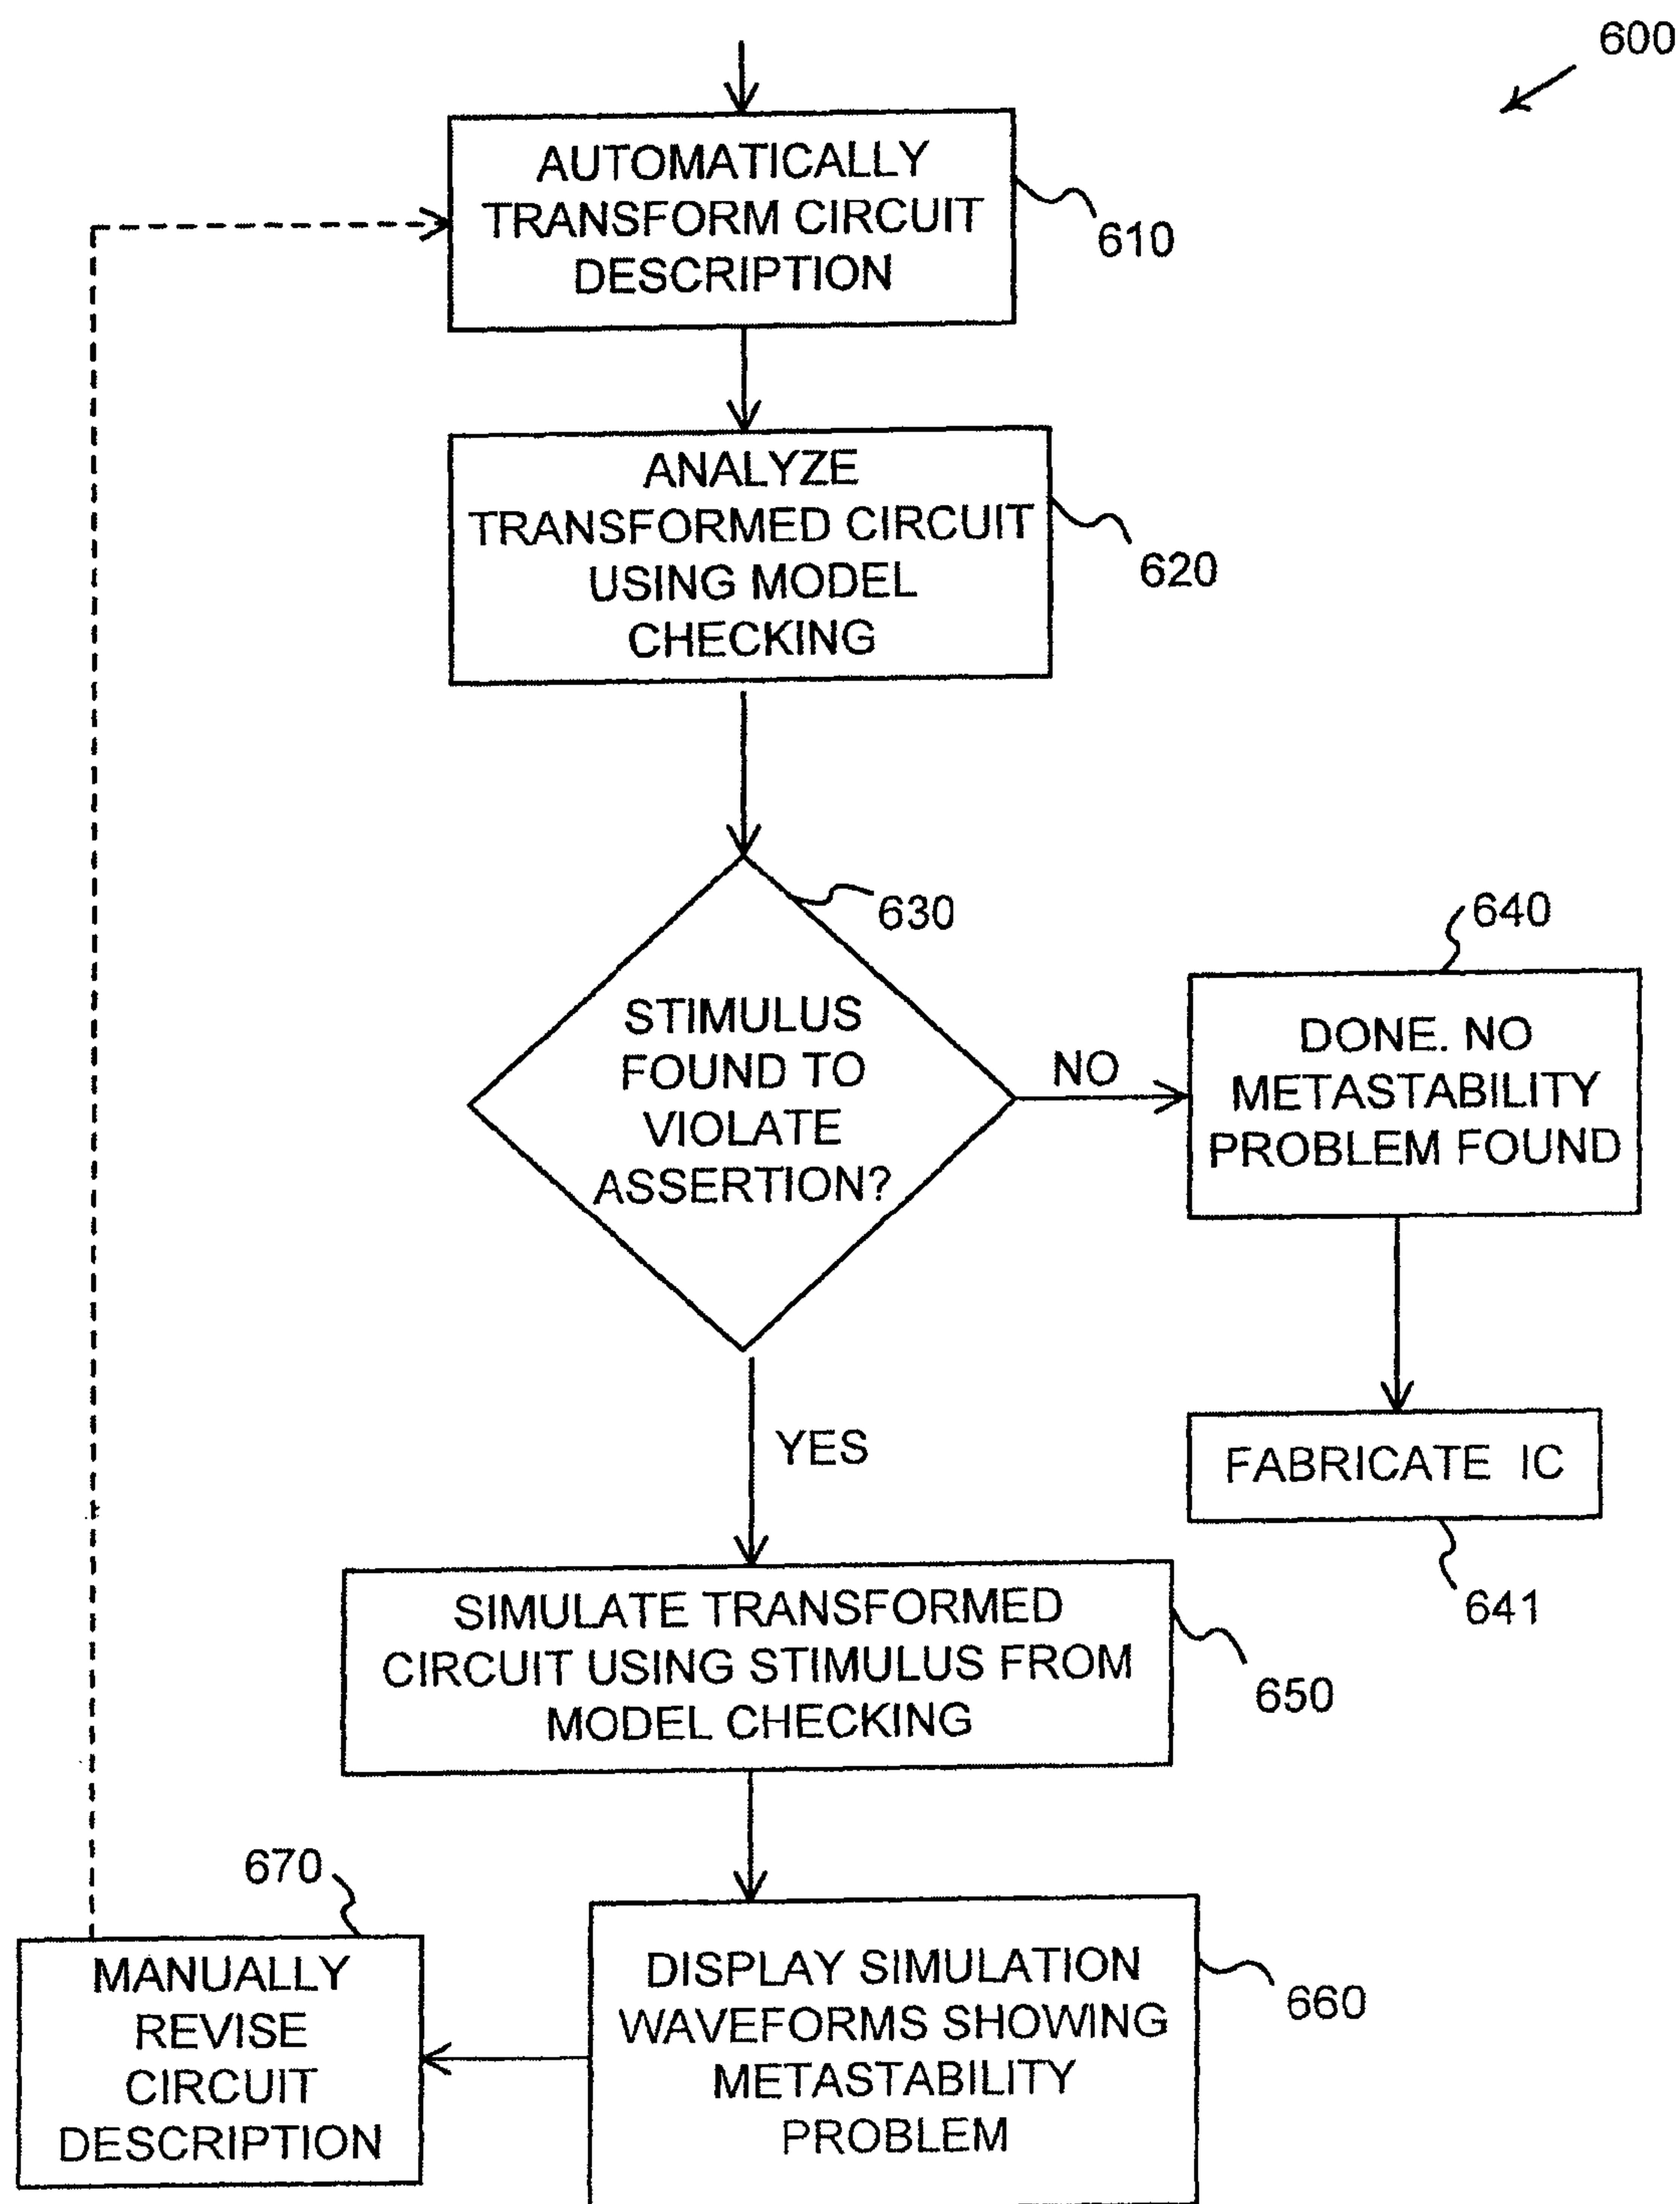 600
AUTOMATICALLY
TRANSFORM CIRCUIT
DESCRIPTION
610
ANALYZE
TRANSFORMED CIRCUIT
USING MODEL
CHECKING
620
630
STIMULUS
FOUND TO
VIOLATE
ASSERTION?
NO
640
DONE. NO
METASTABILITY
PROBLEM FOUND
YES
FABRICATE IC
641
SIMULATE TRANSFORMED
CIRCUIT USING STIMULUS FROM
MODEL CHECKING
650
670
MANUALLY
REVISE
CIRCUIT
DESCRIPTION
DISPLAY SIMULATION
WAVEFORMS SHOWING
METASTABILITY
PROBLEM
660